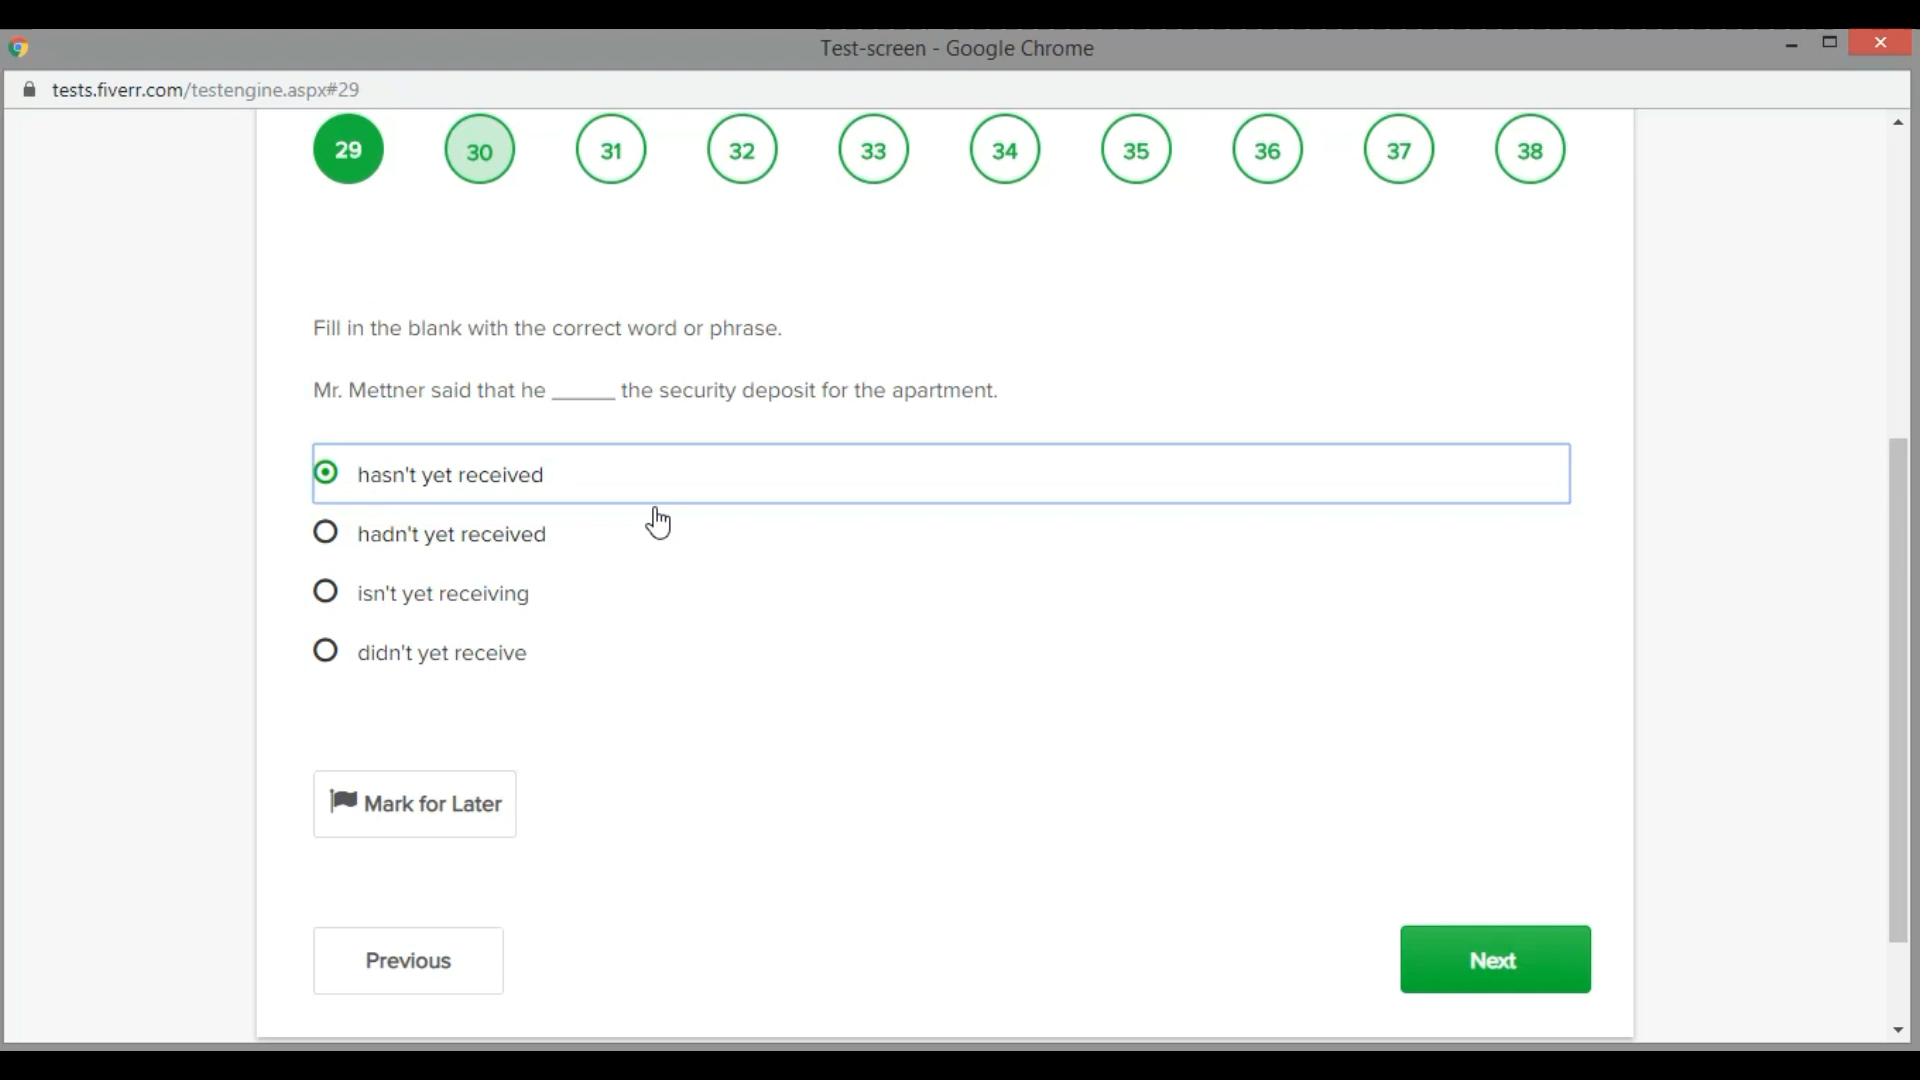 Test-screen - Google Chrome
tests.fiverr.com/testengine.aspx#29
29 30 31 32 33 34 35 36 37 38
Fill in the blank with the correct word or phrase.
Mr. Mettner said that he ______ the security deposit for the apartment.
hasn't yet received
hadn't yet received
isn't yet receiving
didn't yet receive
Mark for Later
Previous
Next